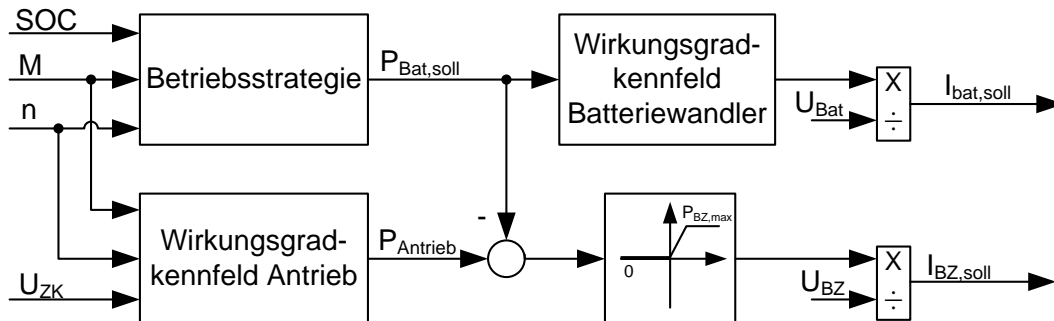 SOC
M
n
Betriebsstrategie
P_Bat,soll
Wirkungsgrad-
kennfeld
Batteriewandler
U_Bat
X
÷
I_bat,soll
Wirkungsgrad-
kennfeld Antrieb
U_ZK
P_Antrieb
-
P_BZ,max
0
U_BZ
X
÷
I_BZ,soll